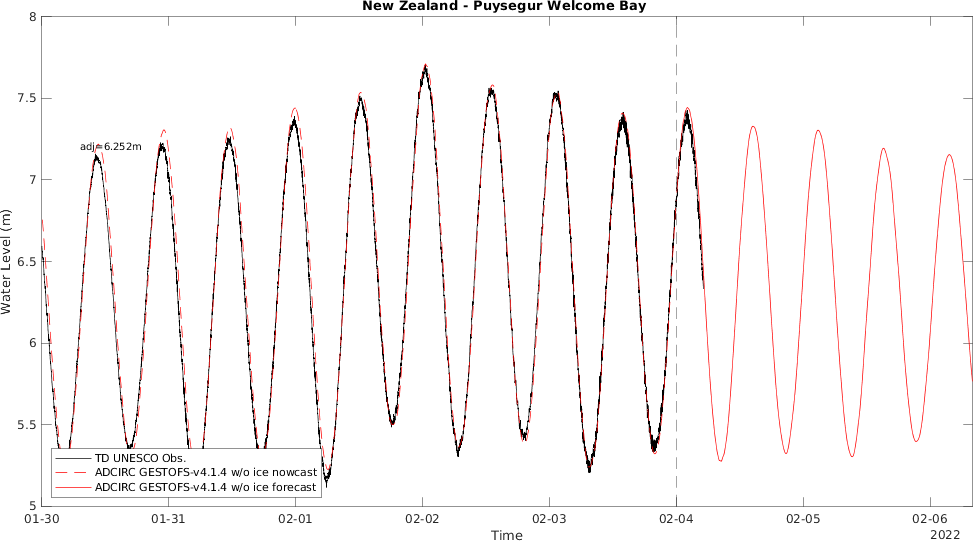 New Zealand - Puysegur Welcome Bay
8
7.5
7
6.5
6
5.5
5
Water Level (m)
adj=6.252m
TD UNESCO Obs.
ADCIRC GESTOFS-v4.1.4 w/o ice nowcast
ADCIRC GESTOFS-v4.1.4 w/o ice forecast
01-30 01-31 02-01 02-02 02-03 02-04 02-05 02-06
Time
2022